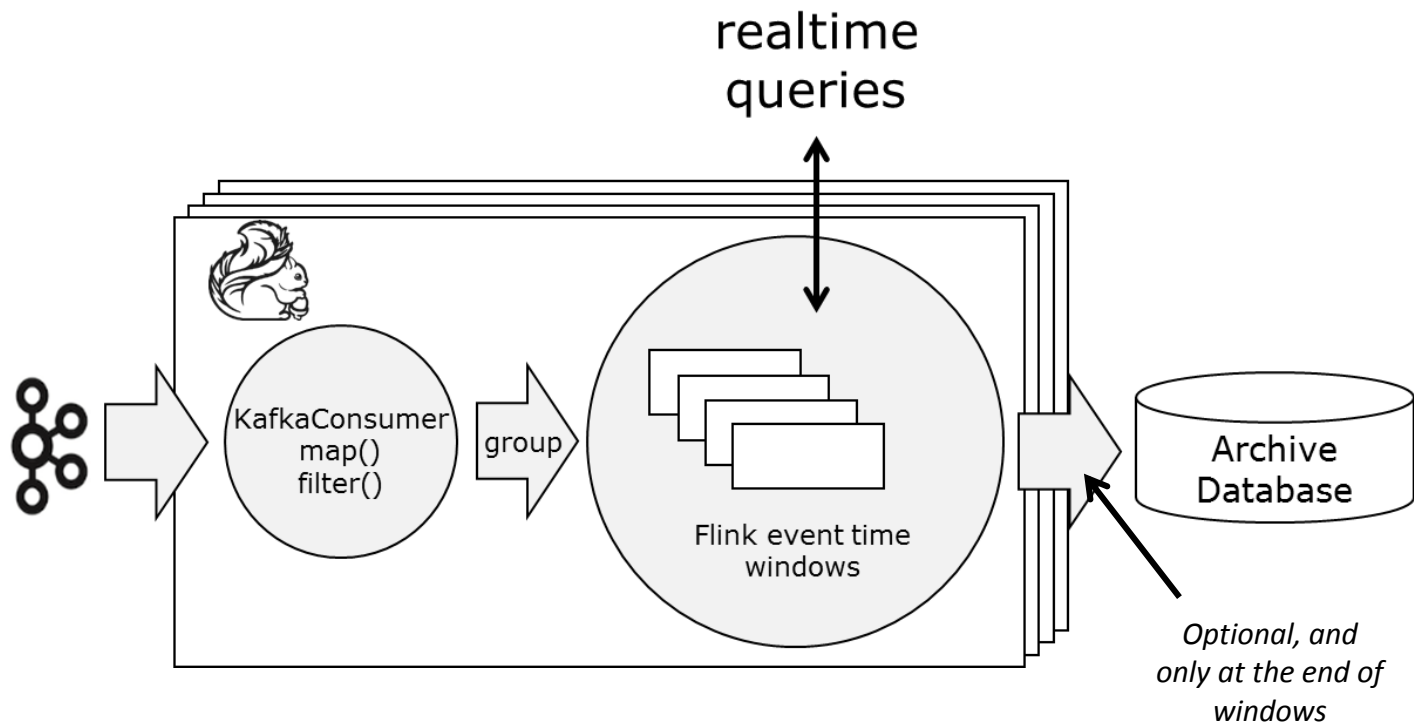 realtime
queries
KafkaConsumer
map()
filter()
group
Flink event time
windows
Archive
Database
Optional, and
only at the end of
windows